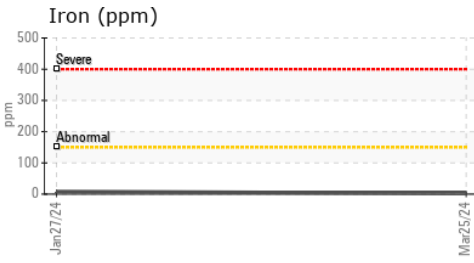 Iron (ppm)
500
Severe
400
300
ppm
200
Abnormal
100
0
Jan27/24
Mar25/24